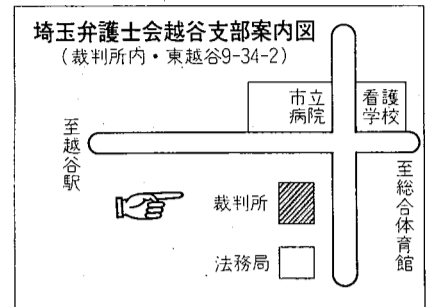 埼玉弁護士会越谷支部案内図
(裁判所内・東越谷9-34-2)
市立
病院
看護
学校
至越谷駅
至総合体育館
裁判所
法務局